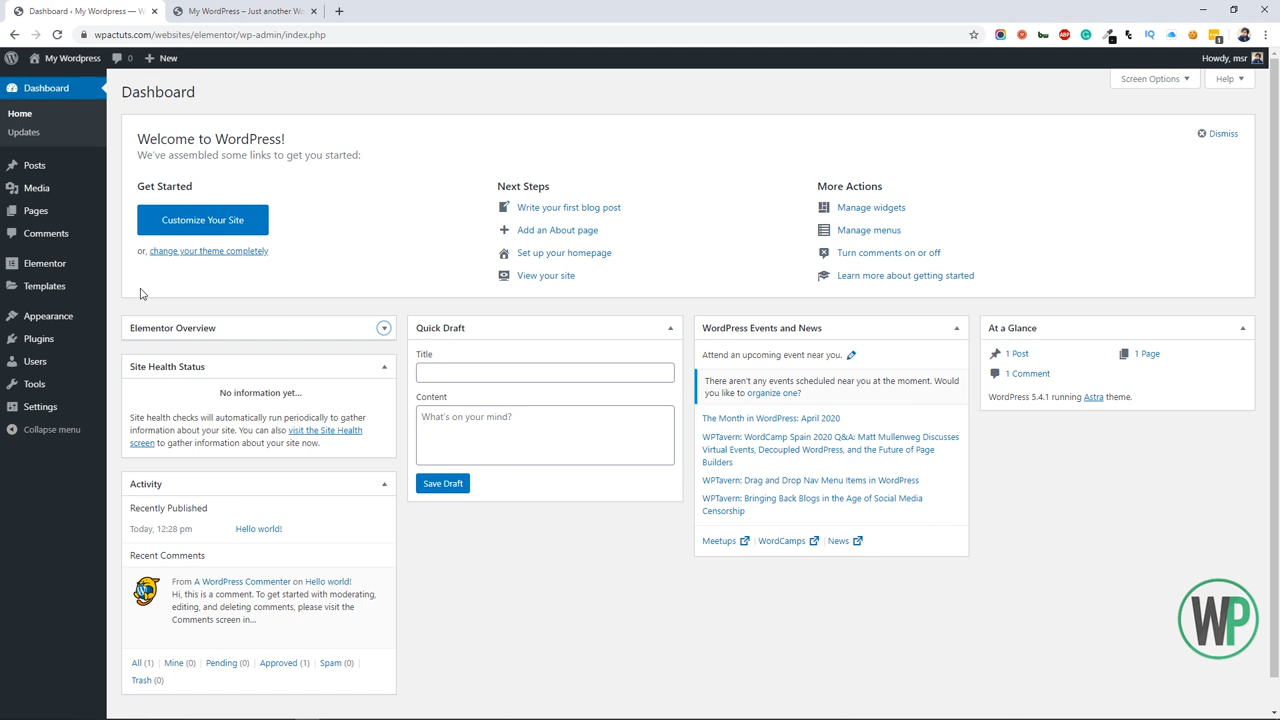 Dashboard ‹ My Wordpress — W
My WordPress – Just another Wo
wpactuts.com/websites/elementor/wp-admin/index.php
My Wordpress
0
New
Howdy, msr
Dashboard
Home
Updates
Posts
Media
Pages
Comments
Elementor
Templates
Appearance
Plugins
Users
Tools
Settings
Collapse menu
Screen Options
Help
Dashboard
Welcome to WordPress!
We've assembled some links to get you started:
Dismiss
Get Started
Customize Your Site
or, change your theme completely
Next Steps
Write your first blog post
Add an About page
Set up your homepage
View your site
More Actions
Manage widgets
Manage menus
Turn comments on or off
Learn more about getting started
Elementor Overview
Site Health Status
No information yet...
Site health checks will automatically run periodically to gather
information about your site. You can also visit the Site Health
screen to gather information about your site now.
Activity
Recently Published
Today, 12:28 pm Hello world!
Recent Comments
From A WordPress Commenter on Hello world!
Hi, this is a comment. To get started with moderating,
editing, and deleting comments, please visit the
Comments screen in...
All (1) | Mine (0) | Pending (0) | Approved (1) | Spam (0) |
Trash (0)
Quick Draft
Title
Content
What's on your mind?
Save Draft
WordPress Events and News
Attend an upcoming event near you.
There aren't any events scheduled near you at the moment. Would
you like to organize one?
The Month in WordPress: April 2020
WPTavern: WordCamp Spain 2020 Q&A: Matt Mullenweg Discusses
Virtual Events, Decoupled WordPress, and the Future of Page
Builders
WPTavern: Drag and Drop Nav Menu Items in WordPress
WPTavern: Bringing Back Blogs in the Age of Social Media
Censorship
Meetups | WordCamps | News
At a Glance
1 Post
1 Page
1 Comment
WordPress 5.4.1 running Astra theme.
WP